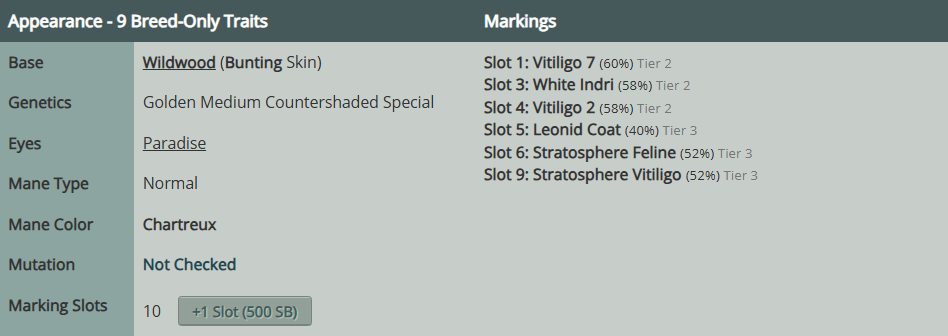 Appearance - 9 Breed-Only Traits
Base Wildwood (Bunting Skin)
Genetics Golden Medium Countershaded Special
Eyes Paradise
Mane Type Normal
Mane Color Chartreux
Mutation Not Checked
Marking Slots 10 +1 Slot (500 SB)
Markings
Slot 1: Vitiligo 7 (60%) Tier 2
Slot 3: White Indri (58%) Tier 2
Slot 4: Vitiligo 2 (58%) Tier 2
Slot 5: Leonid Coat (40%) Tier 3
Slot 6: Stratosphere Feline (52%) Tier 3
Slot 9: Stratosphere Vitiligo (52%) Tier 3